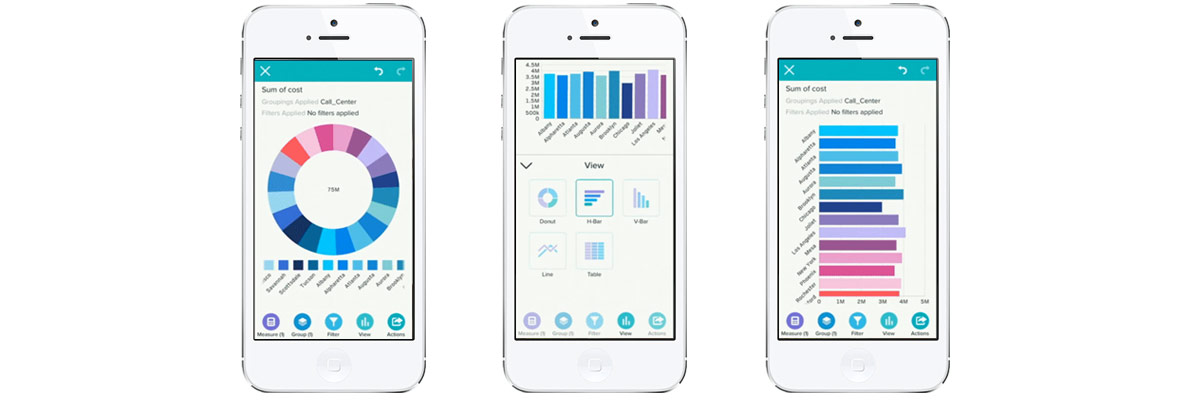 Sum of cost
Groupings Applied Call_Center
Filters Applied No filters applied
75M
Savannah
Scottsdale
Tucson
Albany
Alpharetta
Atlanta
Augusta
Aurora
Brooklyn
Measure (1)
Group (1)
Filter
View
Actions
4.5M
4M
3.5M
3M
2.5M
2M
1.5M
1M
500k
0
Albany
Alpharetta
Atlanta
Augusta
Aurora
Brooklyn
Chicago
Joliet
Los Angeles
View
Donut
H-Bar
V-Bar
Line
Table
Measure (1)
Group (1)
Filter
View
Actions
Sum of cost
Groupings Applied Call_Center
Filters Applied No filters applied
Albany
Alpharetta
Atlanta
Augusta
Aurora
Brooklyn
Chicago
Joliet
Los Angeles
Mesa
New York
Phoenix
Rochester
0 1M 2M 3M 4M 5M
Measure (1)
Group (1)
Filter
View
Actions